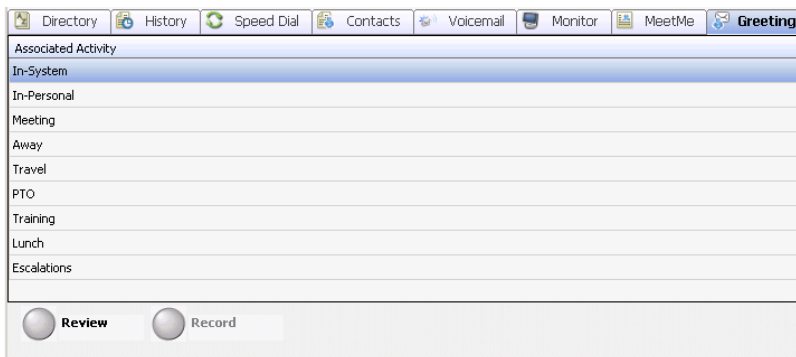 Directory History Speed Dial Contacts Voicemail Monitor MeetMe Greeting
Associated Activity
In-System
In-Personal
Meeting
Away
Travel
PTO
Training
Lunch
Escalations
Review Record